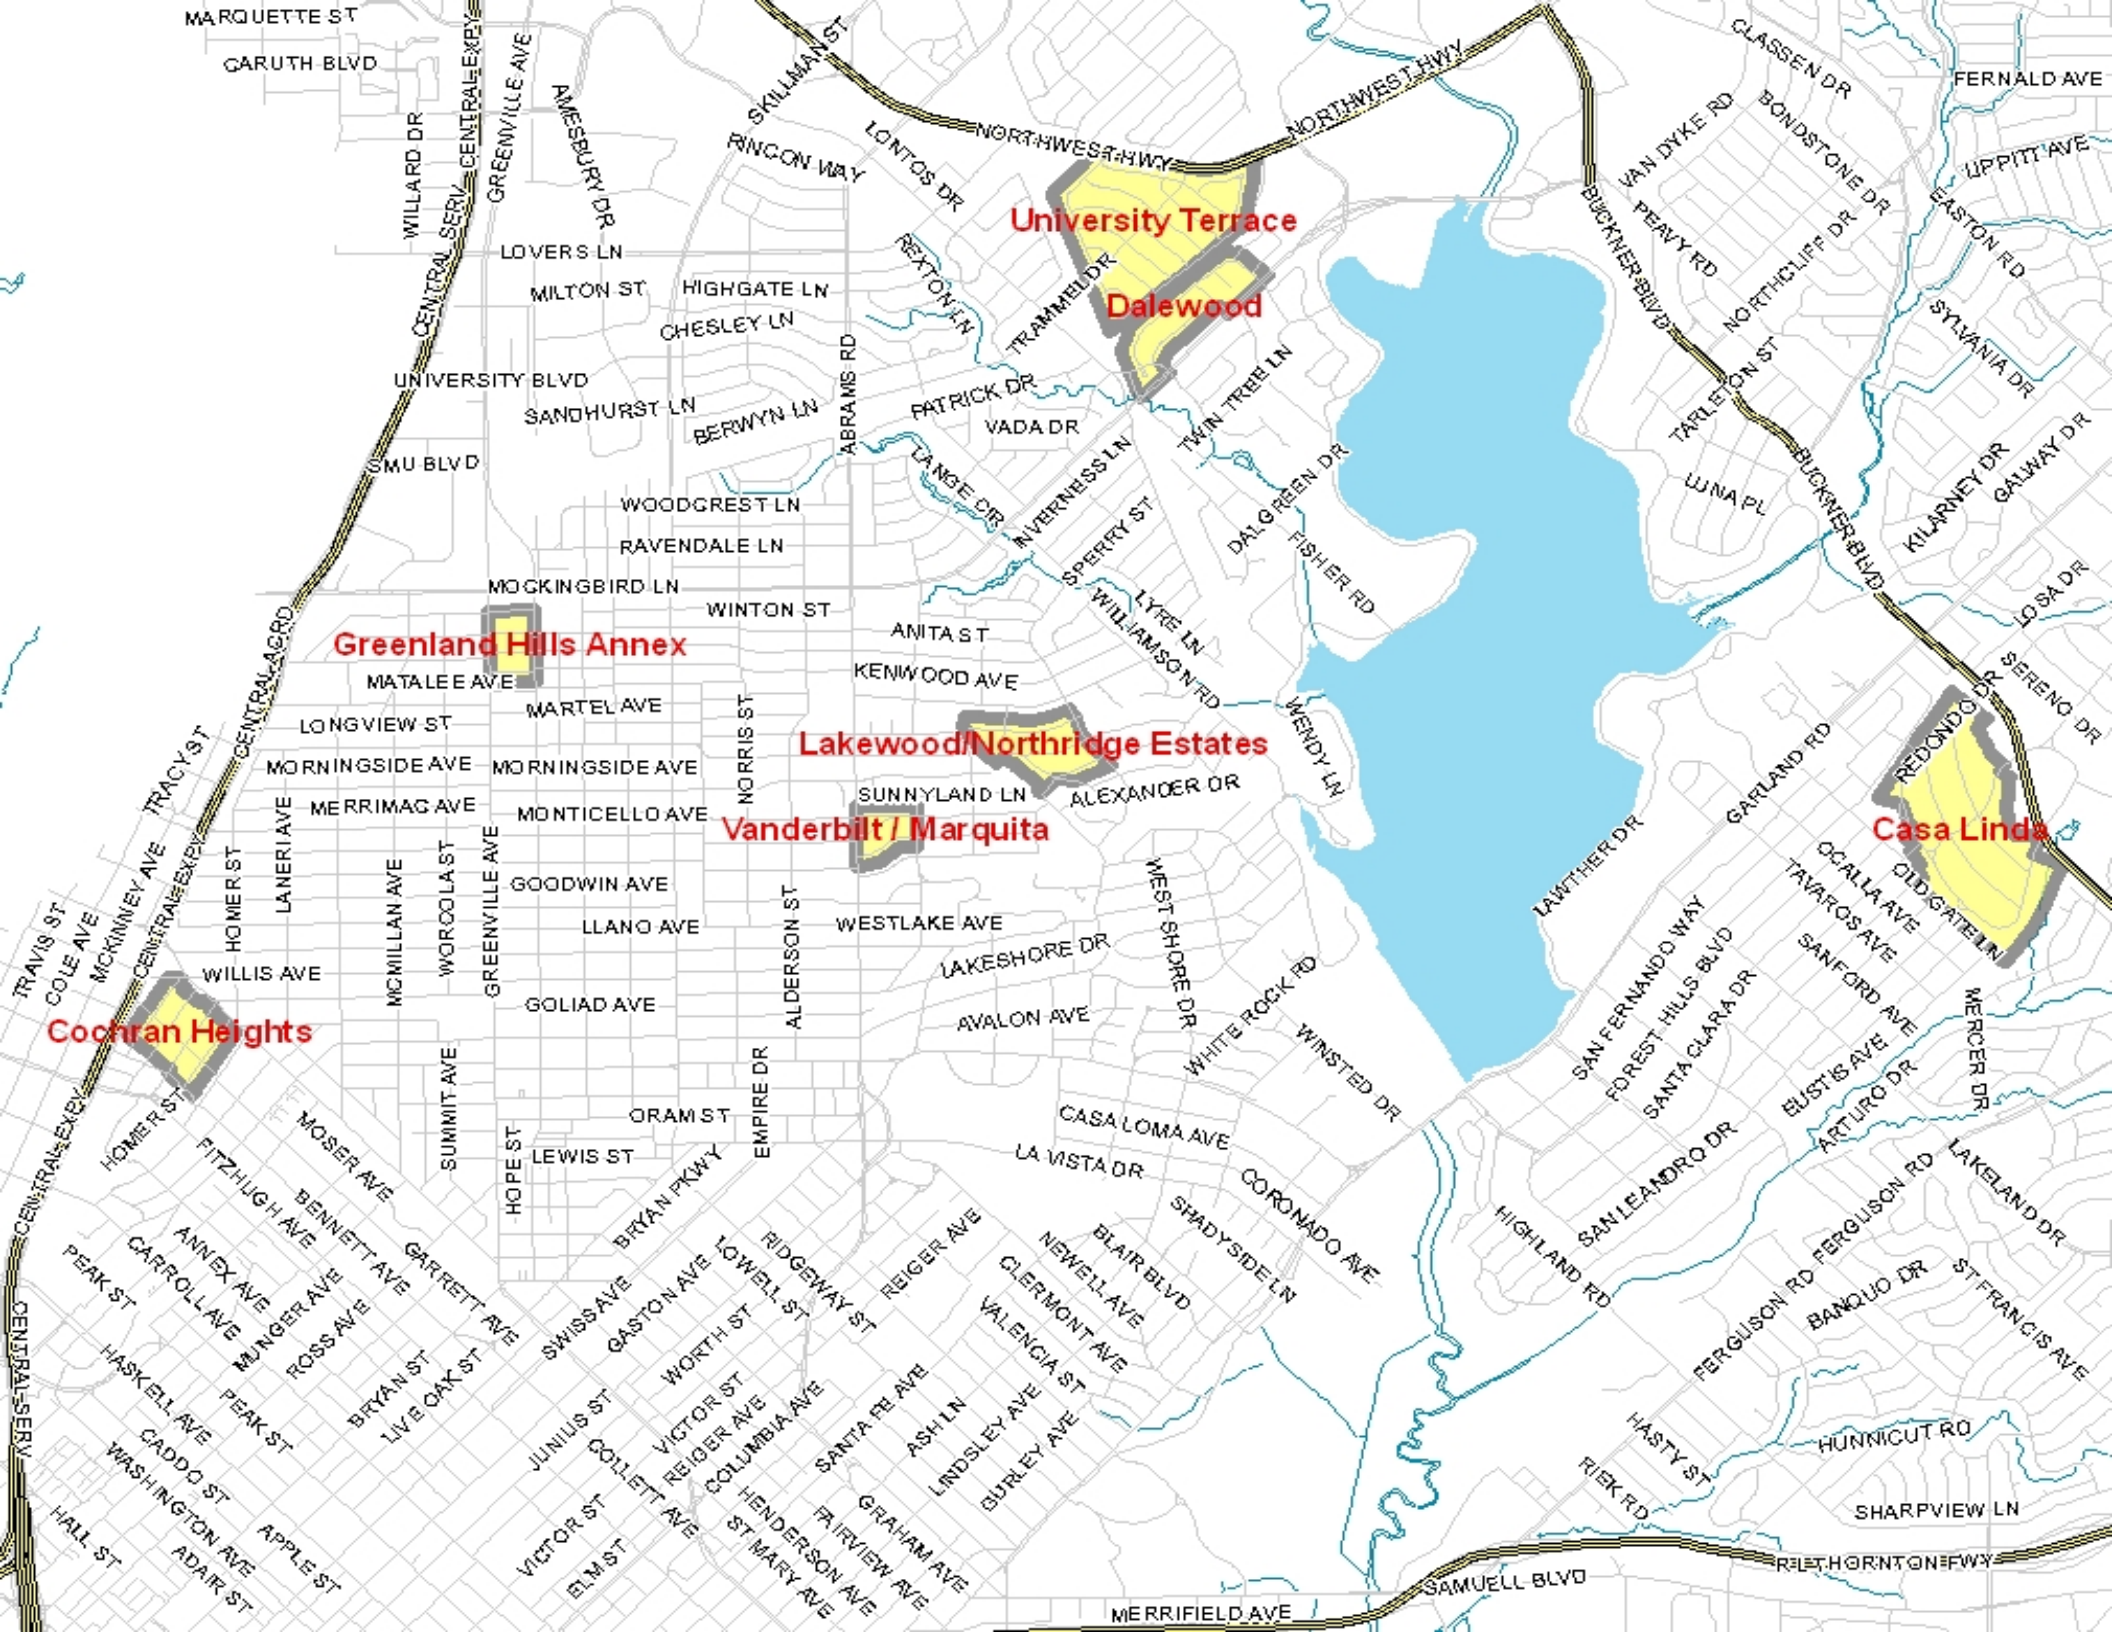 MARQUETTE ST
CARUTH BLVD
CENTRAL EXPY
CENTRAL SERV
GREENVILLE AVE
AMESBURY DR
WILLARD DR
SKILLMAN ST
RINCON WAY
LONTOS DR
NORTHWEST HWY
NORTHWEST HWY
CLASSEN DR
FERNALD AVE
VAN DYKE RD
BONDSTONE DR
UPPITT AVE
EASTON RD
PEAVY RD
NORTHCLIFF DR
BUCKNER BLVD
University Terrace
LOVERS LN
MILTON ST
HIGHGATE LN
CHESLEY LN
REXTON LN
TRAMMEL DR
Dalewood
CENTRAL SERV
SYLVANIA DR
TARLETON ST
UNIVERSITY BLVD
SANDHURST LN
BERWYN LN
ABRAMS RD
PATRICK DR
VADA DR
TWIN TREE LN
SMU BLVD
LANGE CIR
INVERNESS LN
DALGREEN DR
LUNA PL
BUCKNER BLVD
KILARNEY DR
GALWAY DR
WOODCREST LN
RAVENDALE LN
SPERRY ST
FISHER RD
MOCKINGBIRD LN
WINTON ST
ANITA ST
LYRE LN
WILLIAMSON RD
LOSA DR
Greenland Hills Annex
CENTRAL ACRD
MATALEE AVE
MARTEL AVE
KENWOOD AVE
SERENO DR
REDONDO DR
LONGVIEW ST
NORRIS ST
Lakewood/Northridge Estates
WENDY LN
GARLAND RD
TRACY ST
MORNINGSIDE AVE
MORNINGSIDE AVE
SUNNYLAND LN
ALEXANDER DR
MERRIMAC AVE
MONTICELLO AVE
Vanderbilt / Marquita
Casa Linda
LAWTHER DR
OCALLA AVE
TAVAROS AVE
OLD GATE LN
HOMER ST
LANERI AVE
MCMILLAN AVE
WORCOLA ST
GREENVILLE AVE
GOODWIN AVE
ALDERSON ST
LLANO AVE
WESTLAKE AVE
WEST SHORE DR
TRAVIS ST
COLE AVE
MCKINNEY AVE
CENTRAL EXPY
WILLIS AVE
LAKESHORE DR
WHITE ROCK RD
SAN FERNANDO WAY
FOREST HILLS BLVD
SANTA CLARA DR
SANFORD AVE
GOLIAD AVE
AVALON AVE
Cochran Heights
WINSTED DR
MERCER DR
EUSTIS AVE
ARTURO DR
SUMMIT AVE
EMPIRE DR
ORAM ST
CASA LOMA AVE
HOMER ST
CENTRAL EXPY
MOSER AVE
FITZHUGH AVE
HOPE ST
LEWIS ST
LA VISTA DR
SAN LEANDRO DR
LAKELAND DR
BRYAN PKWY
CORONADO AVE
SHADYSIDE LN
HIGHLAND RD
FERGUSON RD
FERGUSON RD
BENNETT AVE
ANNEX AVE
CARROLL AVE
PEAK ST
GARRETT AVE
MUNGER AVE
ROSS AVE
SWISS AVE
GASTON AVE
LOWELL ST
RIDGEWAY ST
REIGER AVE
NEWELL AVE
BLAIR BLVD
CLERMONT AVE
VALENCIA ST
BANQUO DR
ST FRANCIS AVE
CENTRAL SERV
HASKELL AVE
PEAK ST
BRYAN ST
LIVE OAK ST
WORTH ST
JUNIUS ST
VICTOR ST
REIGER AVE
COLUMBIA AVE
SANTA FE AVE
ASH LN
LINDSLEY AVE
GURLEY AVE
HASTY ST
HUNNICUT RD
CADDO ST
WASHINGTON AVE
COLLETT AVE
RIEK RD
SHARPVIEW LN
HALL ST
APPLE ST
ADAIR ST
VICTOR ST
ELM ST
HENDERSON AVE
ST MARY AVE
FAIRVIEW AVE
GRAHAM AVE
R L THORNTON FWY
SAMUELL BLVD
MERRIFIELD AVE